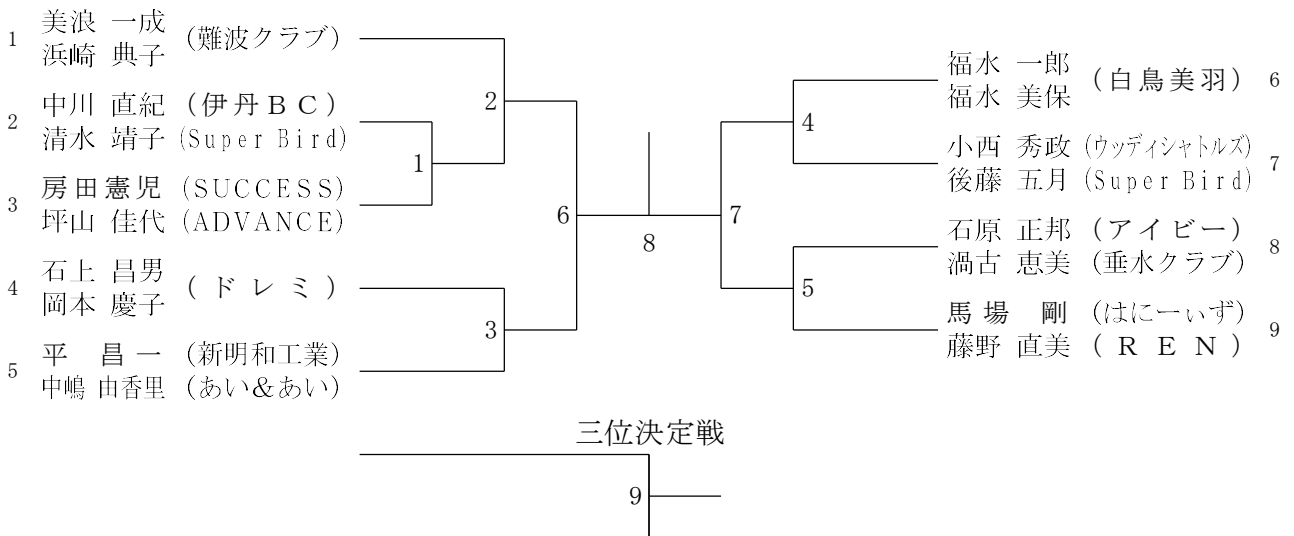 1 美浪 一成 (難波クラブ)
浜崎 典子
2 中川 直紀 (伊丹BC)
清水 靖子 (Super Bird)
3 房田憲児 (SUCCESS)
坪山 佳代 (ADVANCE)
4 石上 昌男 (ドレミ)
岡本 慶子
5 平 昌一 (新明和工業)
中嶋 由香里 (あい&あい)
2
1
6
3
8
福水 一郎 (白鳥美羽) 6
福水 美保
小西 秀政 (ウッディシャトルズ) 7
後藤 五月 (Super Bird)
石原 正邦 (アイビー) 8
渦古 恵美 (垂水クラブ)
馬場 剛 (はにーぃず) 9
藤野 直美 (REN)
4
7
5
三位決定戦
9